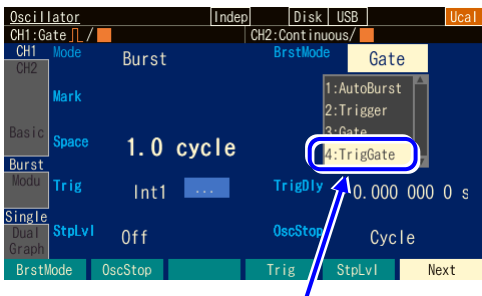 Oscillator Indep Disk USB Ucal
CH1:Gate / CH2:Continuous/
CH1 Mode Burst BrstMode Gate
CH2
1:AutoBurst
Mark 2:Trigger
3:Gate
Basic Space 1.0 cycle 4:TrigGate
Burst
Modu Trig Int1 ... TrigDly 0.000 000 0 s
Single
Dual StpLvl Off OscStop Cycle
Graph
BrstMode OscStop Trig StpLvl Next